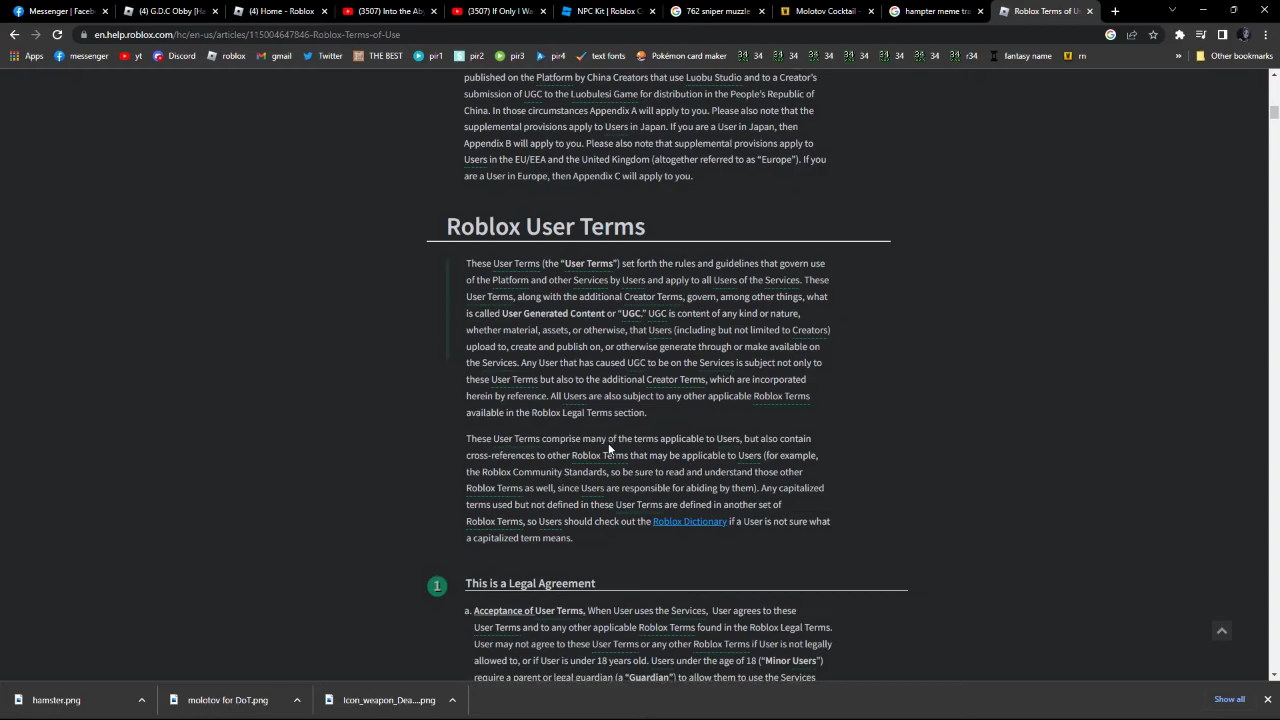 Messenger | Faceb
(4) G.D.C Obby [Ha
(4) Home - Roblox
(3507) Into the Aby
(3507) If Only I Wa
NPC Kit | Roblox C
762 sniper muzzle
Molotov Cocktail -
hampter meme tra
Roblox Terms of U
en.help.roblox.com/hc/en-us/articles/115004647846-Roblox-Terms-of-Use
Apps messenger yt Discord roblox gmail Twitter THE BEST pir1 pir2 pir3 pir4 text fonts Pokémon card maker 34 34 34 34 34 r34 fantasy name rn » Other bookmarks
published on the Platform by China Creators that use Luobu Studio and to a Creator's
submission of UGC to the Luobulesi Game for distribution in the People's Republic of
China. In those circumstances Appendix A will apply to you. Please also note that the
supplemental provisions apply to Users in Japan. If you are a User in Japan, then
Appendix B will apply to you. Please also note that supplemental provisions apply to
Users in the EU/EEA and the United Kingdom (altogether referred to as “Europe”). If you
are a User in Europe, then Appendix C will apply to you.
Roblox User Terms
These User Terms (the “User Terms”) set forth the rules and guidelines that govern use
of the Platform and other Services by Users and apply to all Users of the Services. These
User Terms, along with the additional Creator Terms, govern, among other things, what
is called User Generated Content or “UGC.” UGC is content of any kind or nature,
whether material, assets, or otherwise, that Users (including but not limited to Creators)
upload to, create and publish on, or otherwise generate through or make available on
the Services. Any User that has caused UGC to be on the Services is subject not only to
these User Terms but also to the additional Creator Terms, which are incorporated
herein by reference. All Users are also subject to any other applicable Roblox Terms
available in the Roblox Legal Terms section.
These User Terms comprise many of the terms applicable to Users, but also contain
cross-references to other Roblox Terms that may be applicable to Users (for example,
the Roblox Community Standards, so be sure to read and understand those other
Roblox Terms as well, since Users are responsible for abiding by them). Any capitalized
terms used but not defined in these User Terms are defined in another set of
Roblox Terms, so Users should check out the Roblox Dictionary if a User is not sure what
a capitalized term means.
1 This is a Legal Agreement
a. Acceptance of User Terms. When User uses the Services, User agrees to these
User Terms and to any other applicable Roblox Terms found in the Roblox Legal Terms.
User may not agree to these User Terms or any other Roblox Terms if User is not legally
allowed to, or if User is under 18 years old. Users under the age of 18 (“Minor Users”)
require a parent or legal guardian (a “Guardian”) to allow them to use the Services
hamster.png
molotov for DoT.png
Icon_weapon_Dea....png
Show all